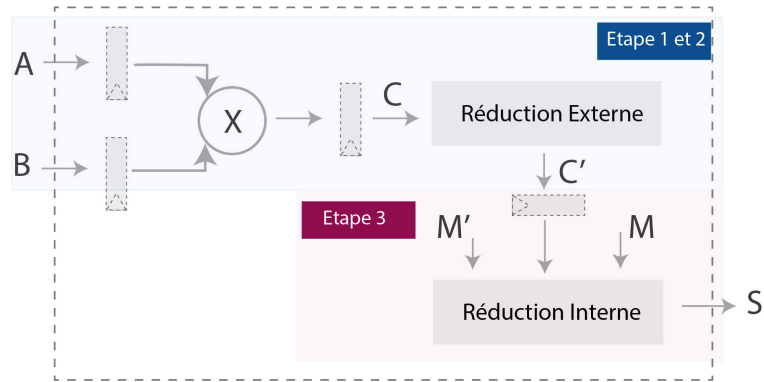 Etape 1 et 2
A
X
C
Réduction Externe
B
C’
Etape 3
M’
M
Réduction Interne
S